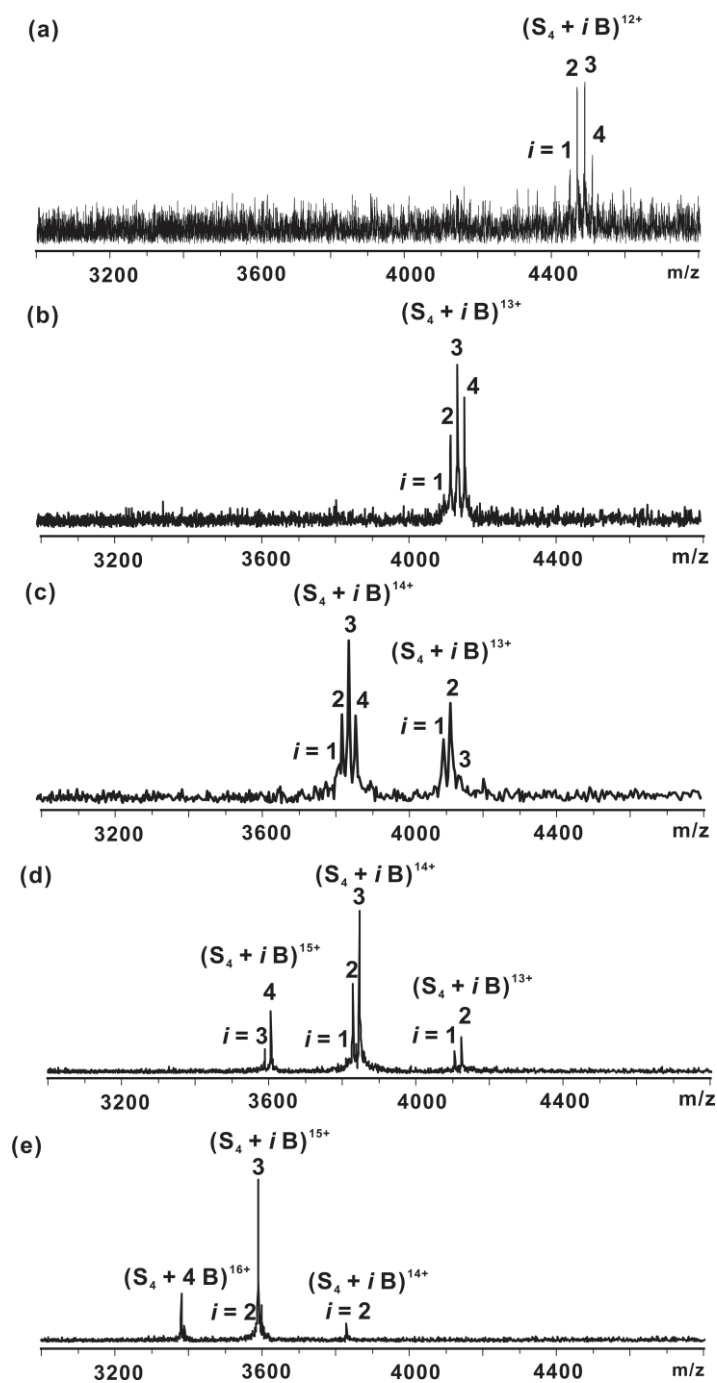 (a)
(S₄ + i B)¹²⁺
2 3
4
i = 1
3200 3600 4000 4400 m/z
(b)
(S₄ + i B)¹³⁺
3
4
2
i = 1
3200 3600 4000 4400 m/z
(c)
(S₄ + i B)¹⁴⁺
3
(S₄ + i B)¹³⁺
2
2 4
i = 1
i = 1
3
3200 3600 4000 4400 m/z
(d)
(S₄ + i B)¹⁴⁺
3
(S₄ + i B)¹⁵⁺
4
2
(S₄ + i B)¹³⁺
2
i = 3 i = 1 i = 1
3200 3600 4000 4400 m/z
(e)
(S₄ + i B)¹⁵⁺
3
(S₄ + 4 B)¹⁶⁺
(S₄ + i B)¹⁴⁺
i = 2 i = 2
3200 3600 4000 4400 m/z